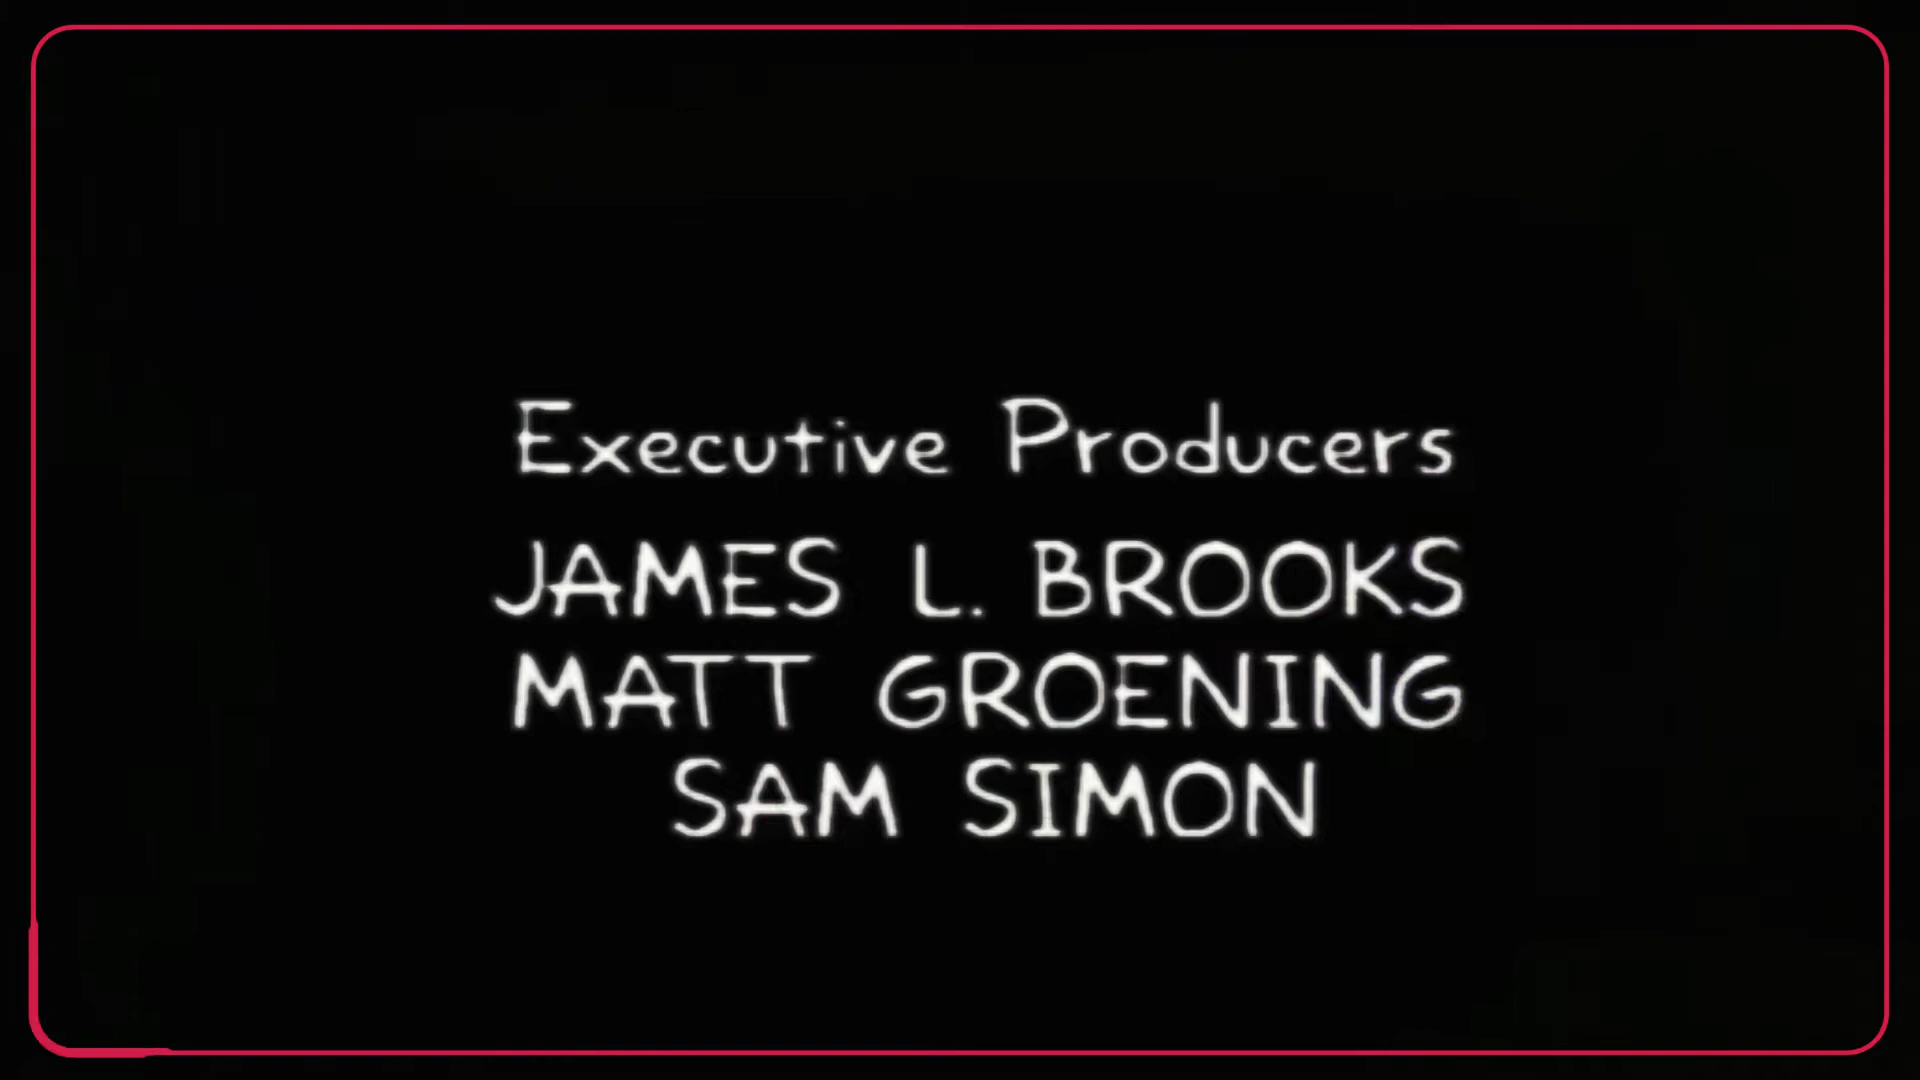 Executive Producers
JAMES L. BROOKS
MATT GROENING
SAM SIMON